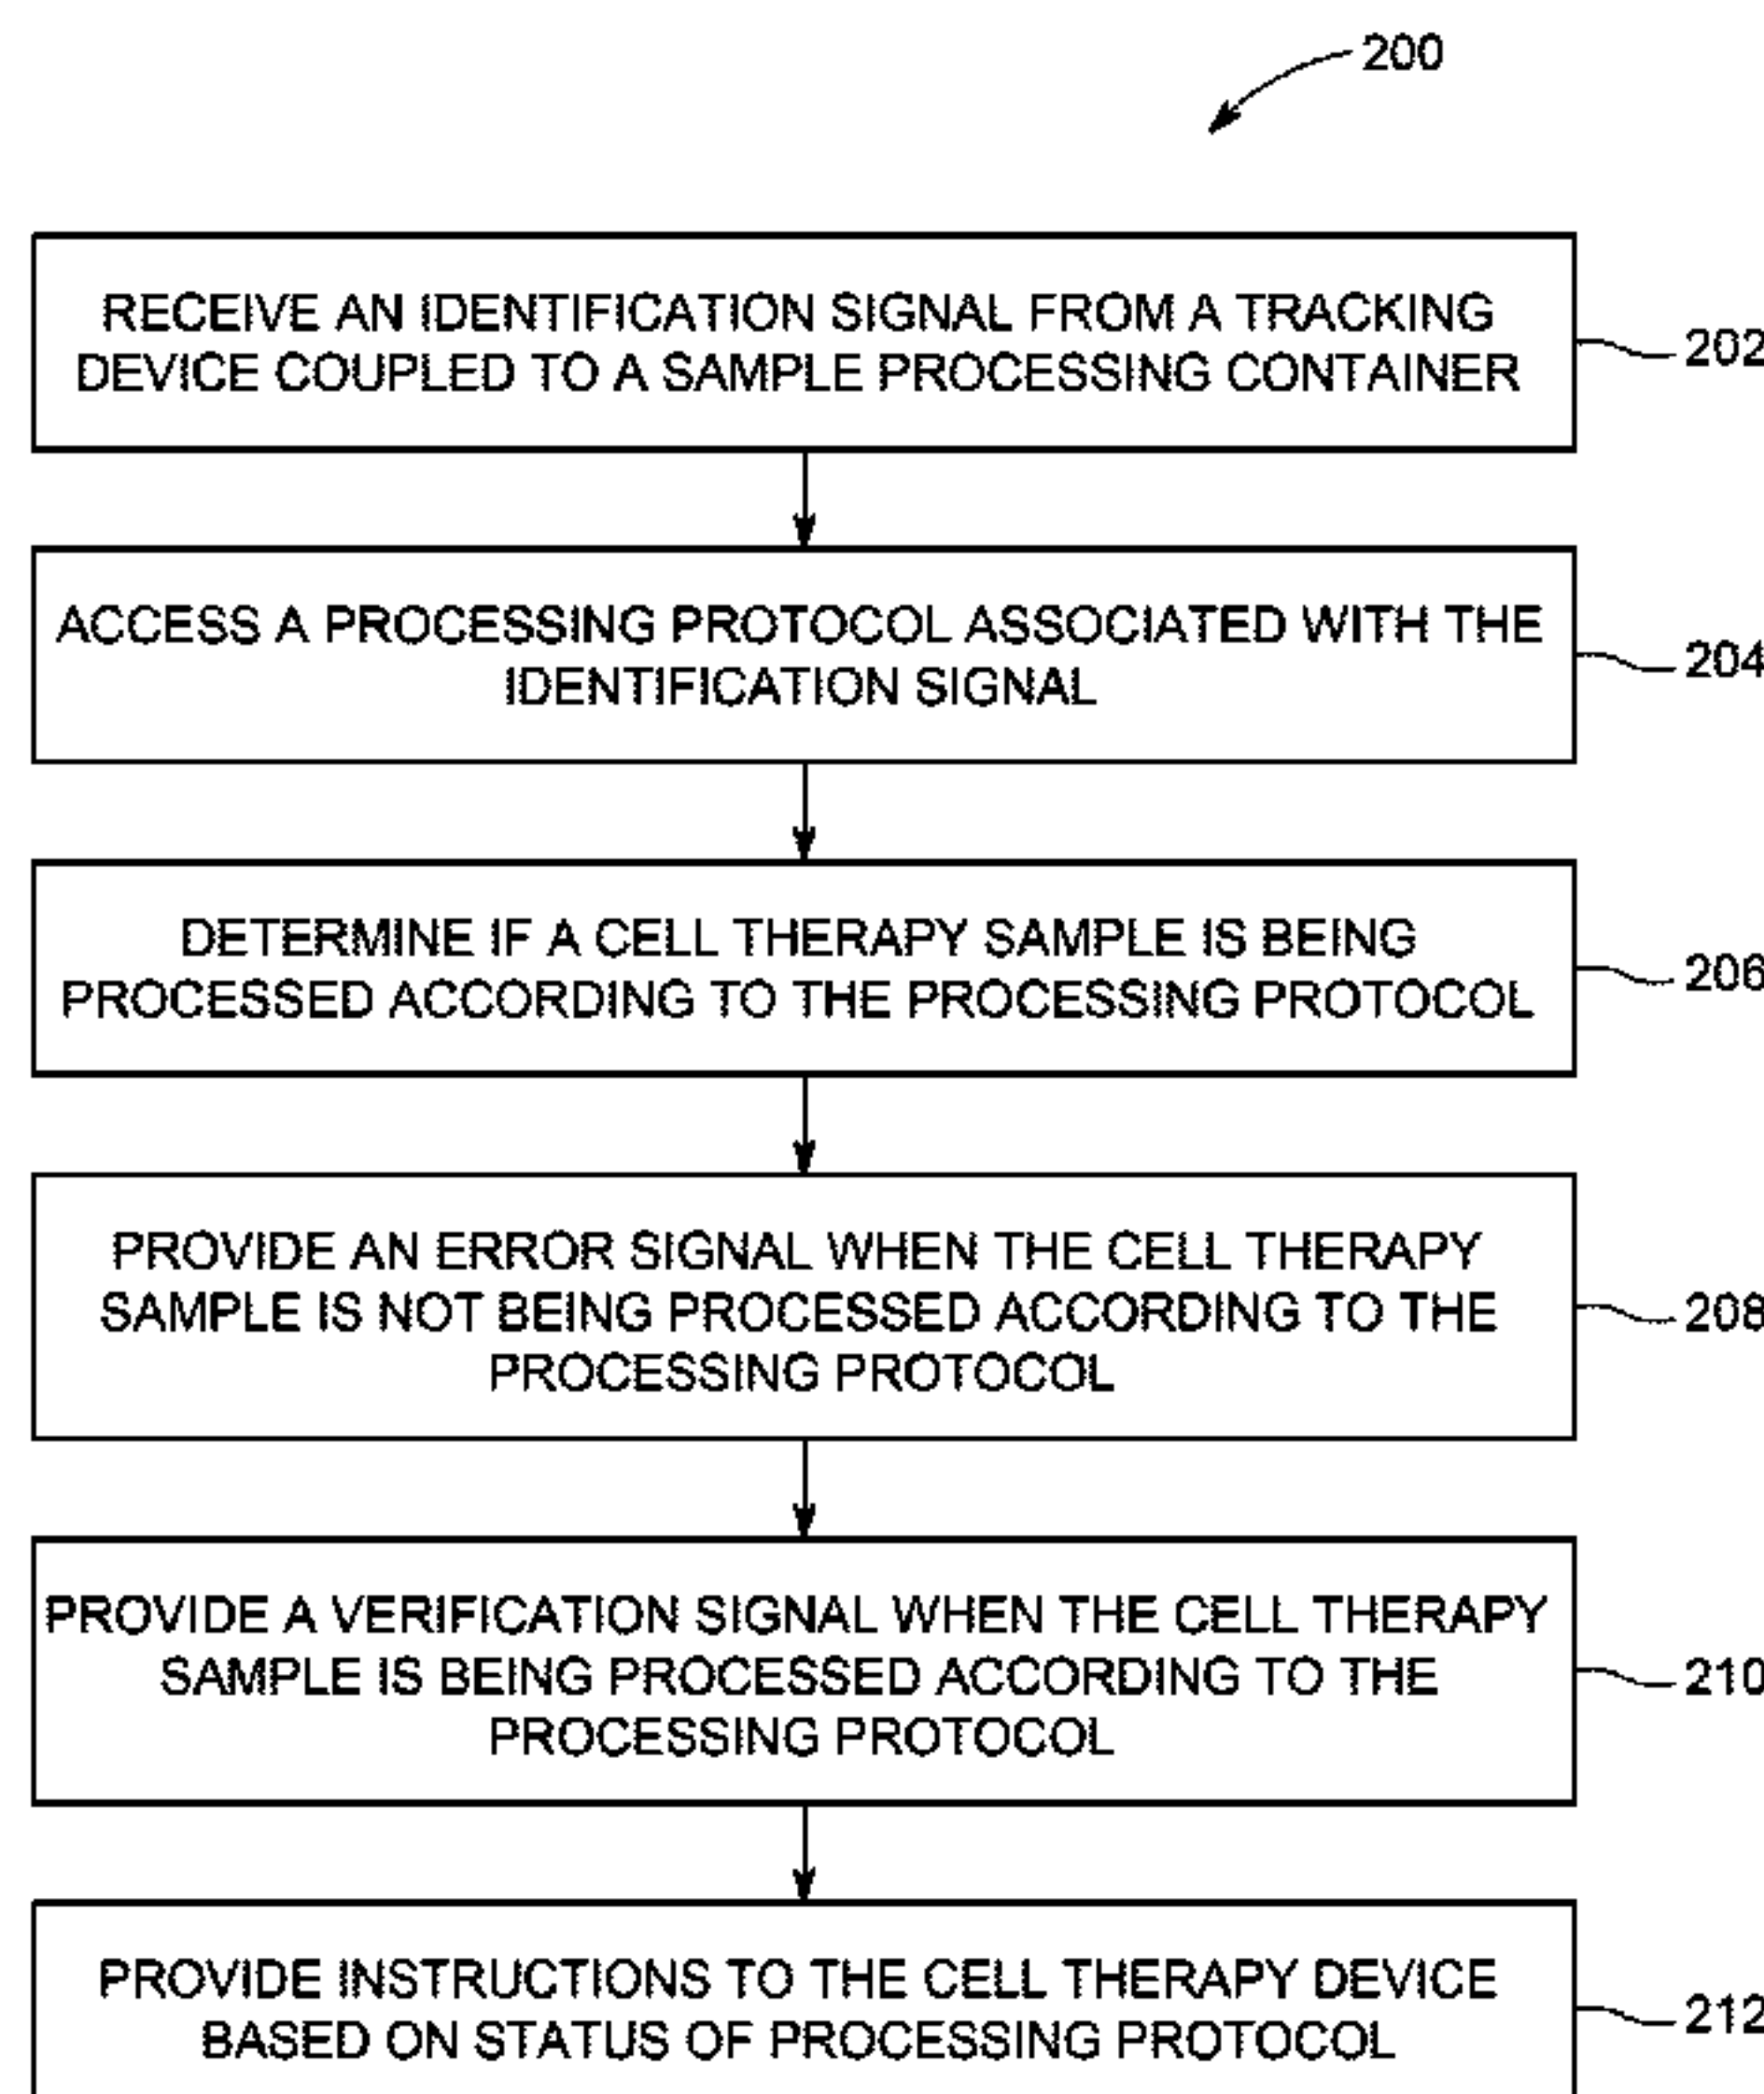 200
RECEIVE AN IDENTIFICATION SIGNAL FROM A TRACKING
DEVICE COUPLED TO A SAMPLE PROCESSING CONTAINER
202
ACCESS A PROCESSING PROTOCOL ASSOCIATED WITH THE
IDENTIFICATION SIGNAL
204
DETERMINE IF A CELL THERAPY SAMPLE IS BEING
PROCESSED ACCORDING TO THE PROCESSING PROTOCOL
206
PROVIDE AN ERROR SIGNAL WHEN THE CELL THERAPY
SAMPLE IS NOT BEING PROCESSED ACCORDING TO THE
PROCESSING PROTOCOL
208
PROVIDE A VERIFICATION SIGNAL WHEN THE CELL THERAPY
SAMPLE IS BEING PROCESSED ACCORDING TO THE
PROCESSING PROTOCOL
210
PROVIDE INSTRUCTIONS TO THE CELL THERAPY DEVICE
BASED ON STATUS OF PROCESSING PROTOCOL
212